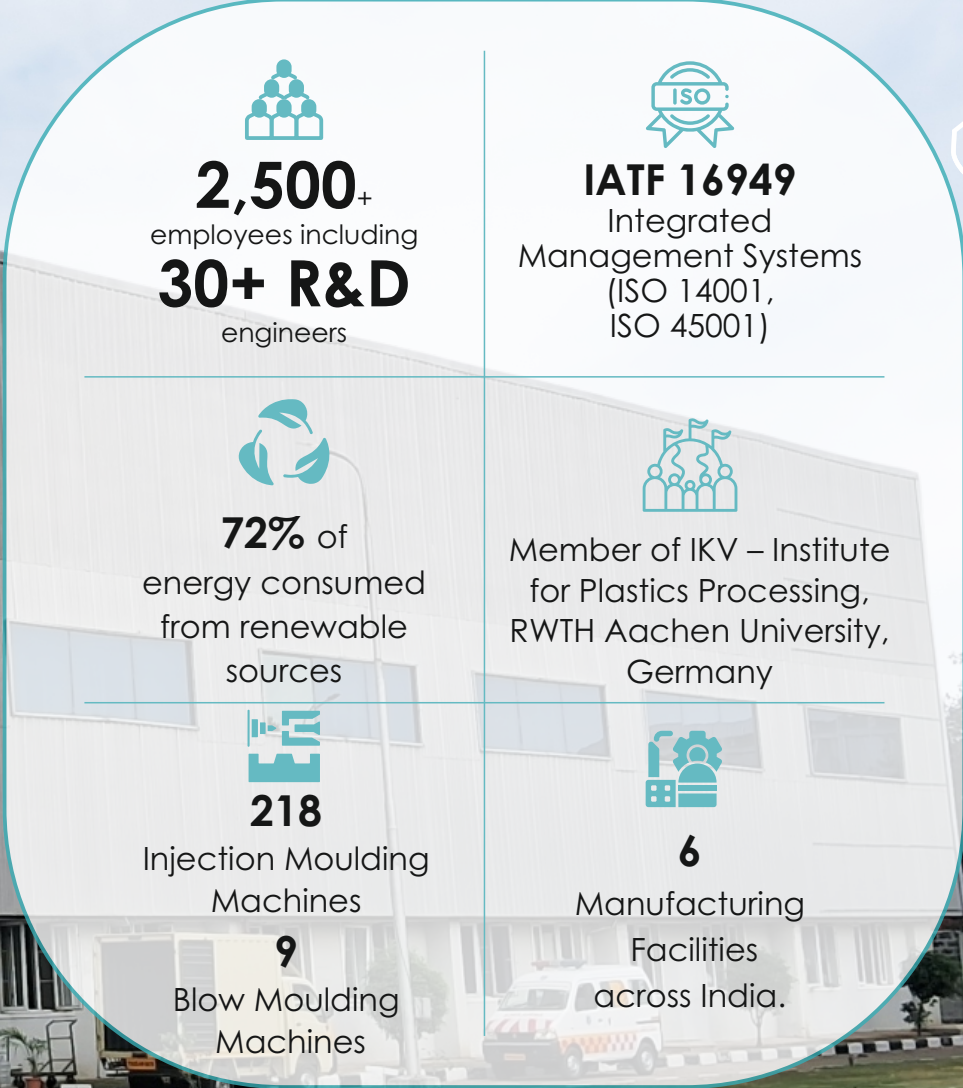 2,500+
employees including
30+ R&D
engineers
ISO
IATF 16949
Integrated
Management Systems
(ISO 14001,
ISO 45001)
72% of
energy consumed
from renewable
sources
Member of IKV – Institute
for Plastics Processing,
RWTH Aachen University,
Germany
218
Injection Moulding
Machines
9
Blow Moulding
Machines
6
Manufacturing
Facilities
across India.